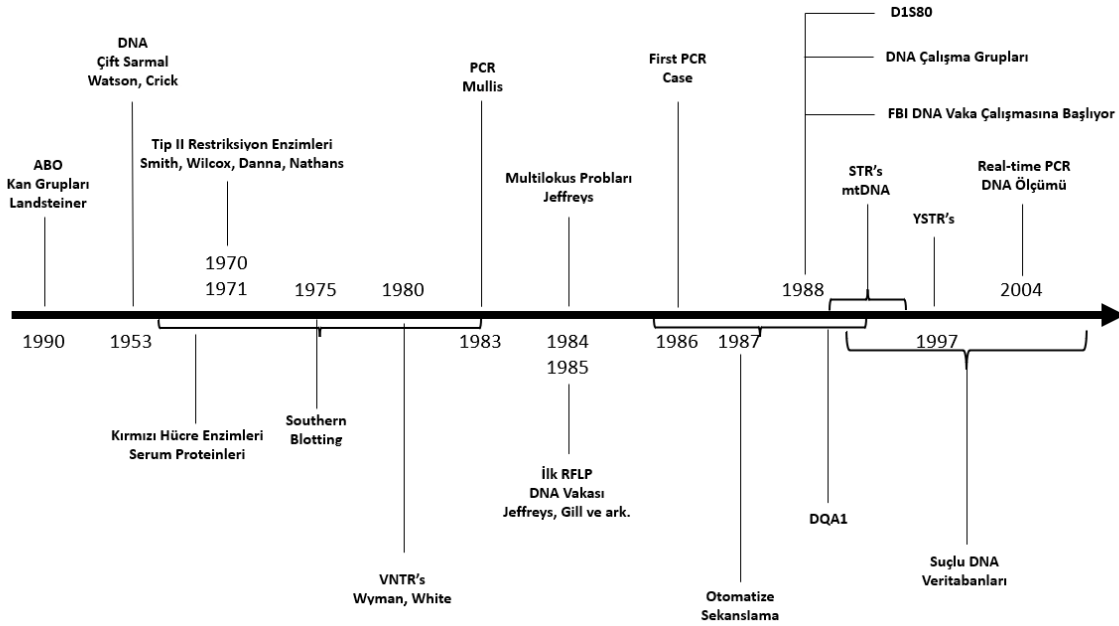 DNA
Çift Sarmal
Watson, Crick
ABO
Kan Grupları
Landsteiner
Tip II Restriksiyon Enzimleri
Smith, Wilcox, Danna, Nathans
PCR
Mullis
Multilokus Probları
Jeffreys
First PCR
Case
D1S80
DNA Çalışma Grupları
FBI DNA Vaka Çalışmasına Başlıyor
STR's
mtDNA
YSTR's
Real-time PCR
DNA Ölçümü
1970
1971
1975
1980
1988
2004
1990
1953
1983
1984
1985
1986
1987
1997
Kırmızı Hücre Enzimleri
Serum Proteinleri
Southern
Blotting
VNTR's
Wyman, White
İlk RFLP
DNA Vakası
Jeffreys, Gill ve ark.
Otomatize
Sekanslama
DQA1
Suçlu DNA
Veritabanları